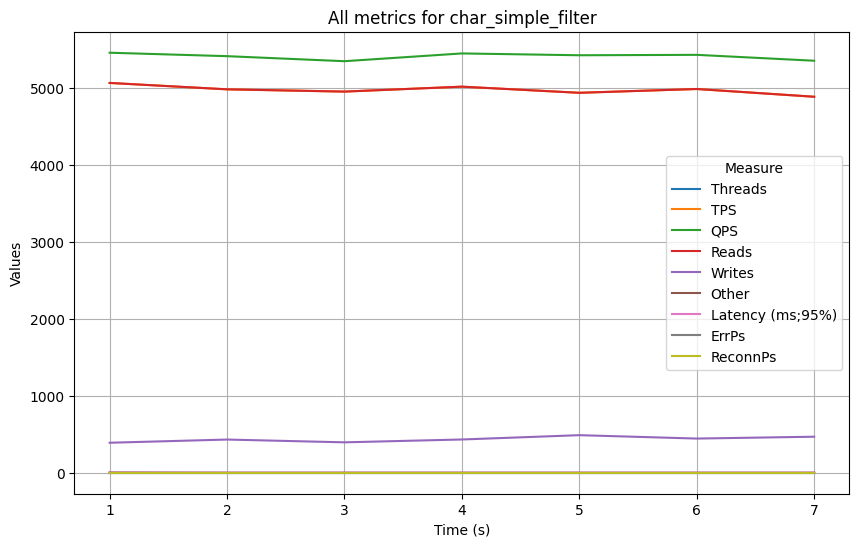 All metrics for char_simple_filter
Values
5000
4000
3000
2000
1000
0
Measure
Threads
TPS
QPS
Reads
Writes
Other
Latency (ms;95%)
ErrPs
ReconnPs
1 2 3 4 5 6 7
Time (s)